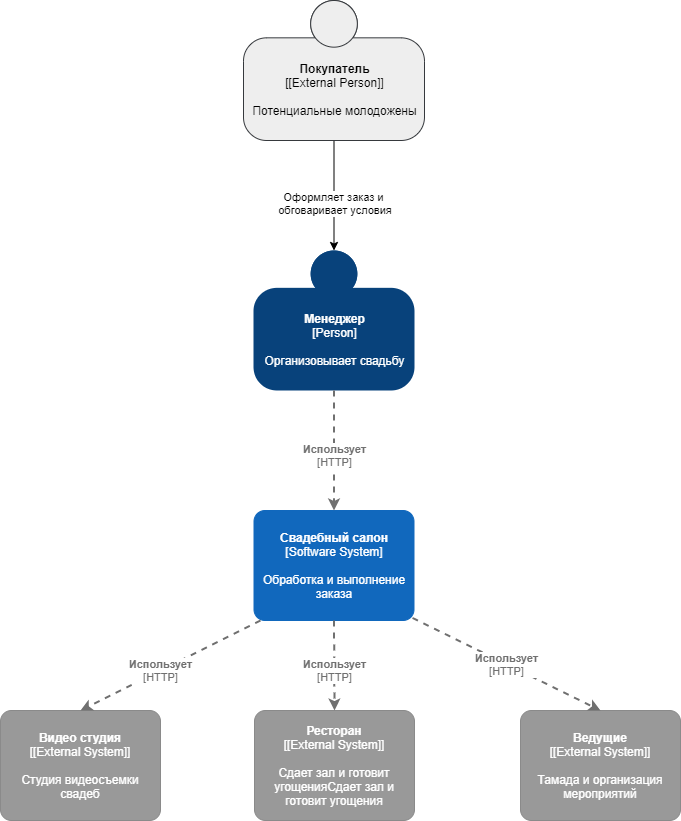 Покупатель
[[External Person]]
Потенциальные молодожены
Оформляет заказ и
обговаривает условия
Менеджер
[Person]
Организовывает свадьбу
Использует
[HTTP]
Свадебный салон
[Software System]
Обработка и выполнение
заказа
Использует
[HTTP]
Использует
[HTTP]
Использует
[HTTP]
Видео студия
[[External System]]
Студия видеосъемки
свадеб
Ресторан
[[External System]]
Сдает зал и готовит
угощенияСдает зал и
готовит угощения
Ведущие
[[External System]]
Тамада и организация
мероприятий